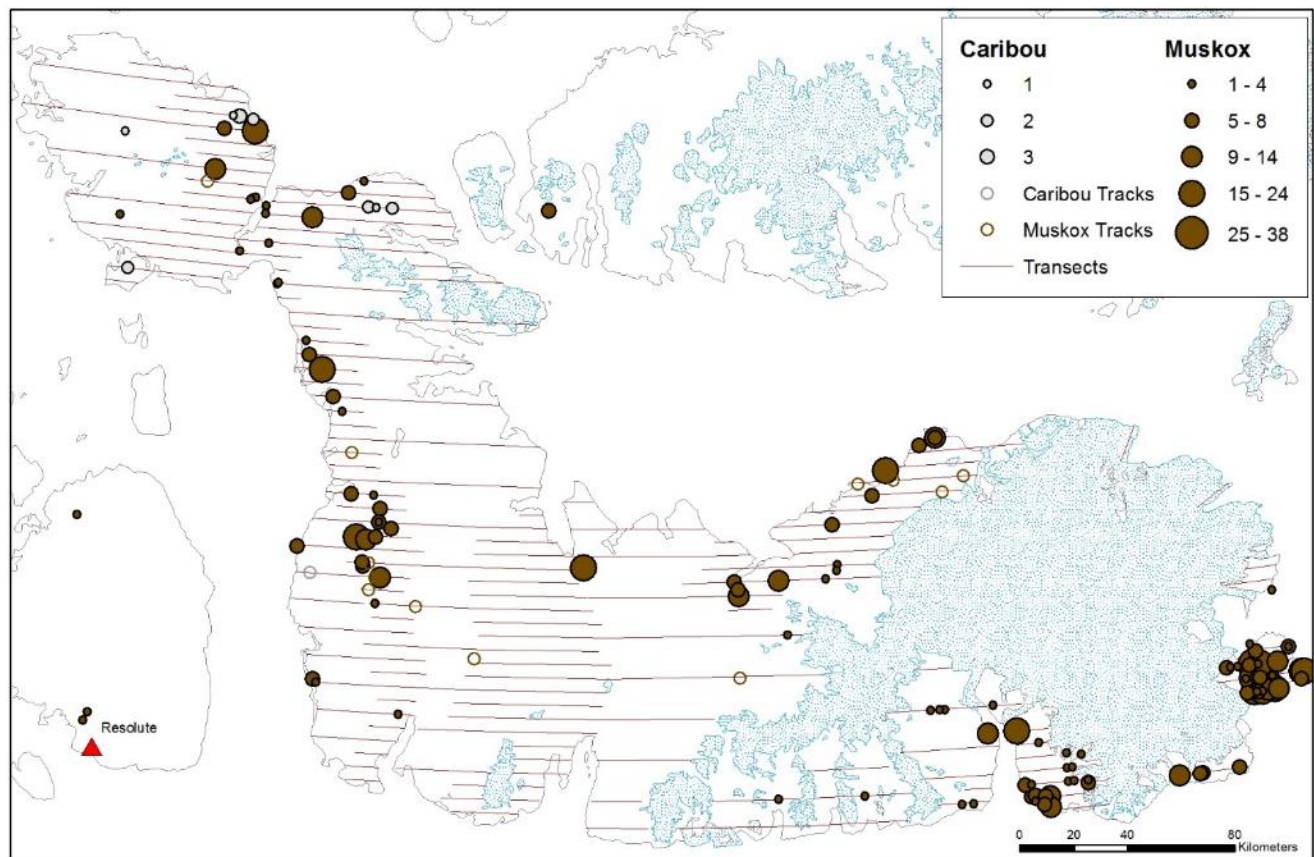 Caribou
Muskox
1
1 - 4
2
5 - 8
3
9 - 14
Caribou Tracks
15 - 24
Muskox Tracks
25 - 38
Transects
Resolute
0 20 40 80
Kilometers